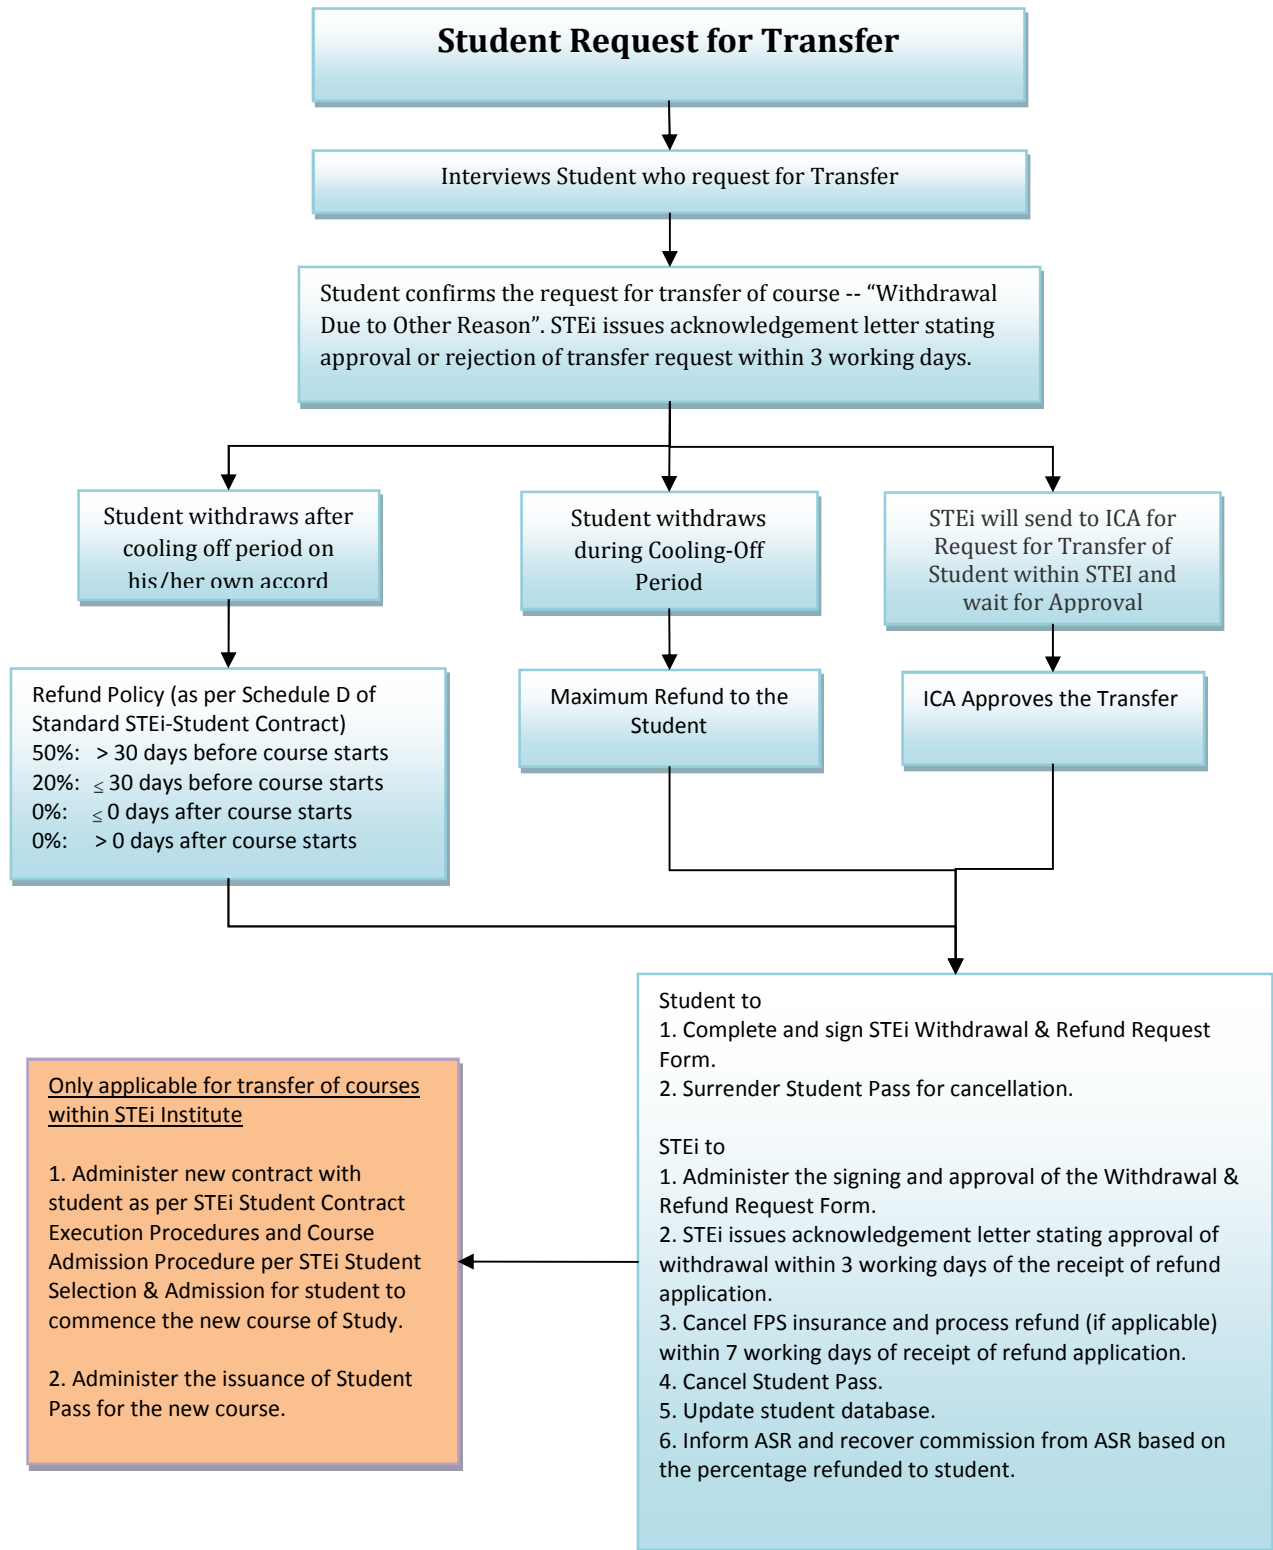 Student Request for Transfer
Interviews Student who request for Transfer
Student confirms the request for transfer of course -- “Withdrawal
Due to Other Reason”. STEi issues acknowledgement letter stating
approval or rejection of transfer request within 3 working days.
Student withdraws after
cooling off period on
his/her own accord
Student withdraws
during Cooling-Off
Period
STEi will send to ICA for
Request for Transfer of
Student within STEI and
wait for Approval
Refund Policy (as per Schedule D of
Standard STEi-Student Contract)
50%: > 30 days before course starts
20%: ≤ 30 days before course starts
0%: ≤ 0 days after course starts
0%: > 0 days after course starts
Maximum Refund to the
Student
ICA Approves the Transfer
Student to
1. Complete and sign STEi Withdrawal & Refund Request
Form.
2. Surrender Student Pass for cancellation.
STEi to
1. Administer the signing and approval of the Withdrawal &
Refund Request Form.
2. STEi issues acknowledgement letter stating approval of
withdrawal within 3 working days of the receipt of refund
application.
3. Cancel FPS insurance and process refund (if applicable)
within 7 working days of receipt of refund application.
4. Cancel Student Pass.
5. Update student database.
6. Inform ASR and recover commission from ASR based on
the percentage refunded to student.
Only applicable for transfer of courses
within STEi Institute
1. Administer new contract with
student as per STEi Student Contract
Execution Procedures and Course
Admission Procedure per STEi Student
Selection & Admission for student to
commence the new course of Study.
2. Administer the issuance of Student
Pass for the new course.